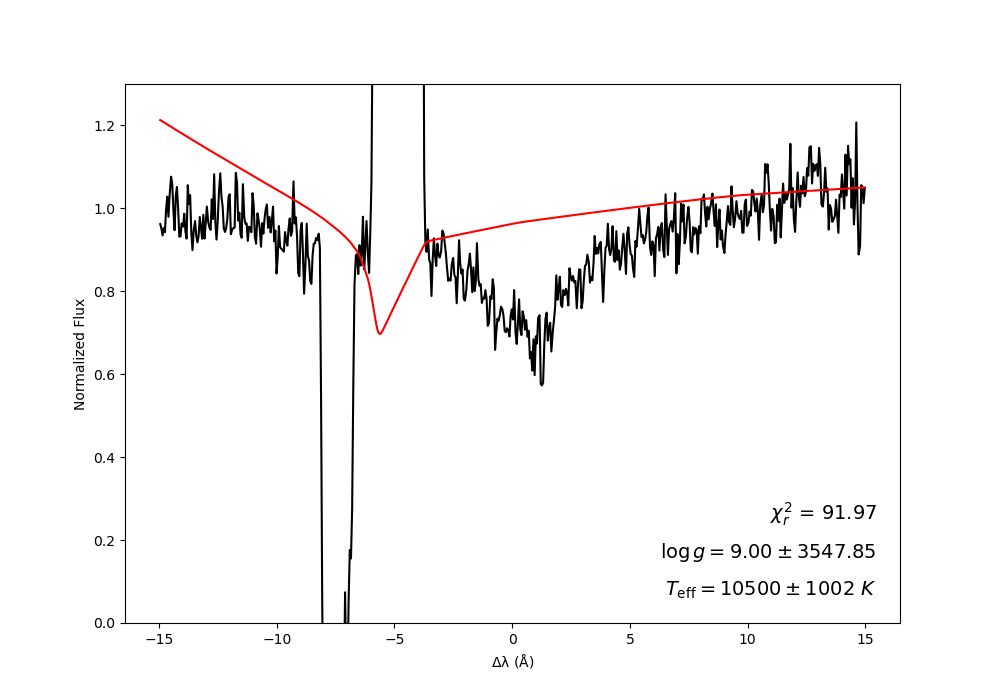 1.2
1.0
0.8
0.6
0.4
0.2
0.0
Normalized Flux
χ²ᵣ = 91.97
log g = 9.00 ± 3547.85
T_eff = 10500 ± 1002 K
−15 −10 −5 0 5 10 15
Δλ (Å)